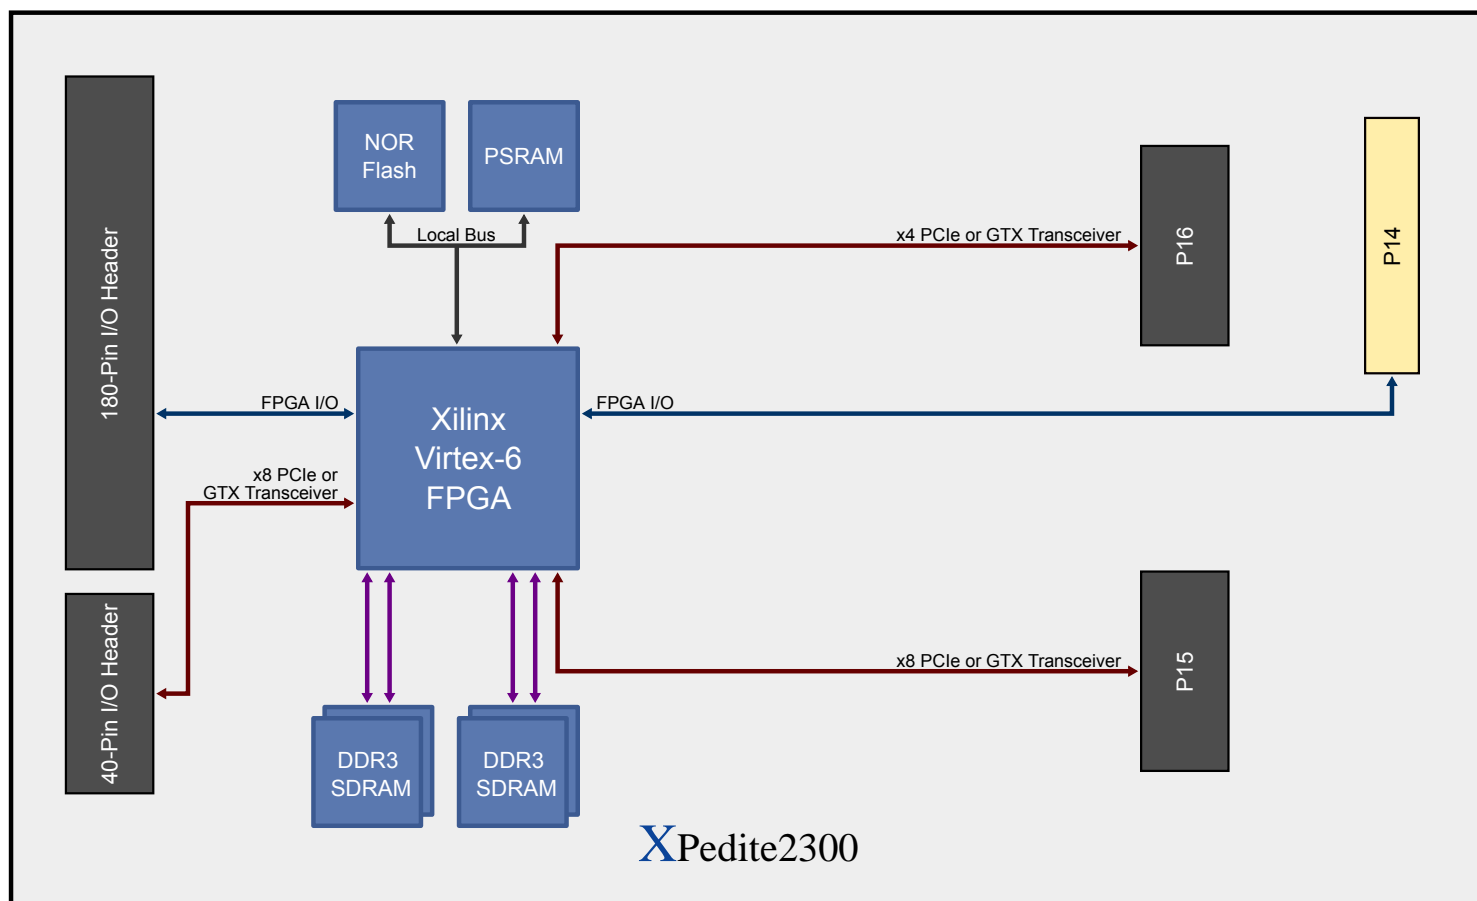 NOR
Flash
PSRAM
Local Bus
x4 PCIe or GTX Transceiver
P16
P14
180-Pin I/O Header
FPGA I/O
Xilinx
Virtex-6
FPGA
FPGA I/O
x8 PCIe or
GTX Transceiver
40-Pin I/O Header
x8 PCIe or GTX Transceiver
P15
DDR3
SDRAM
DDR3
SDRAM
XPedite2300